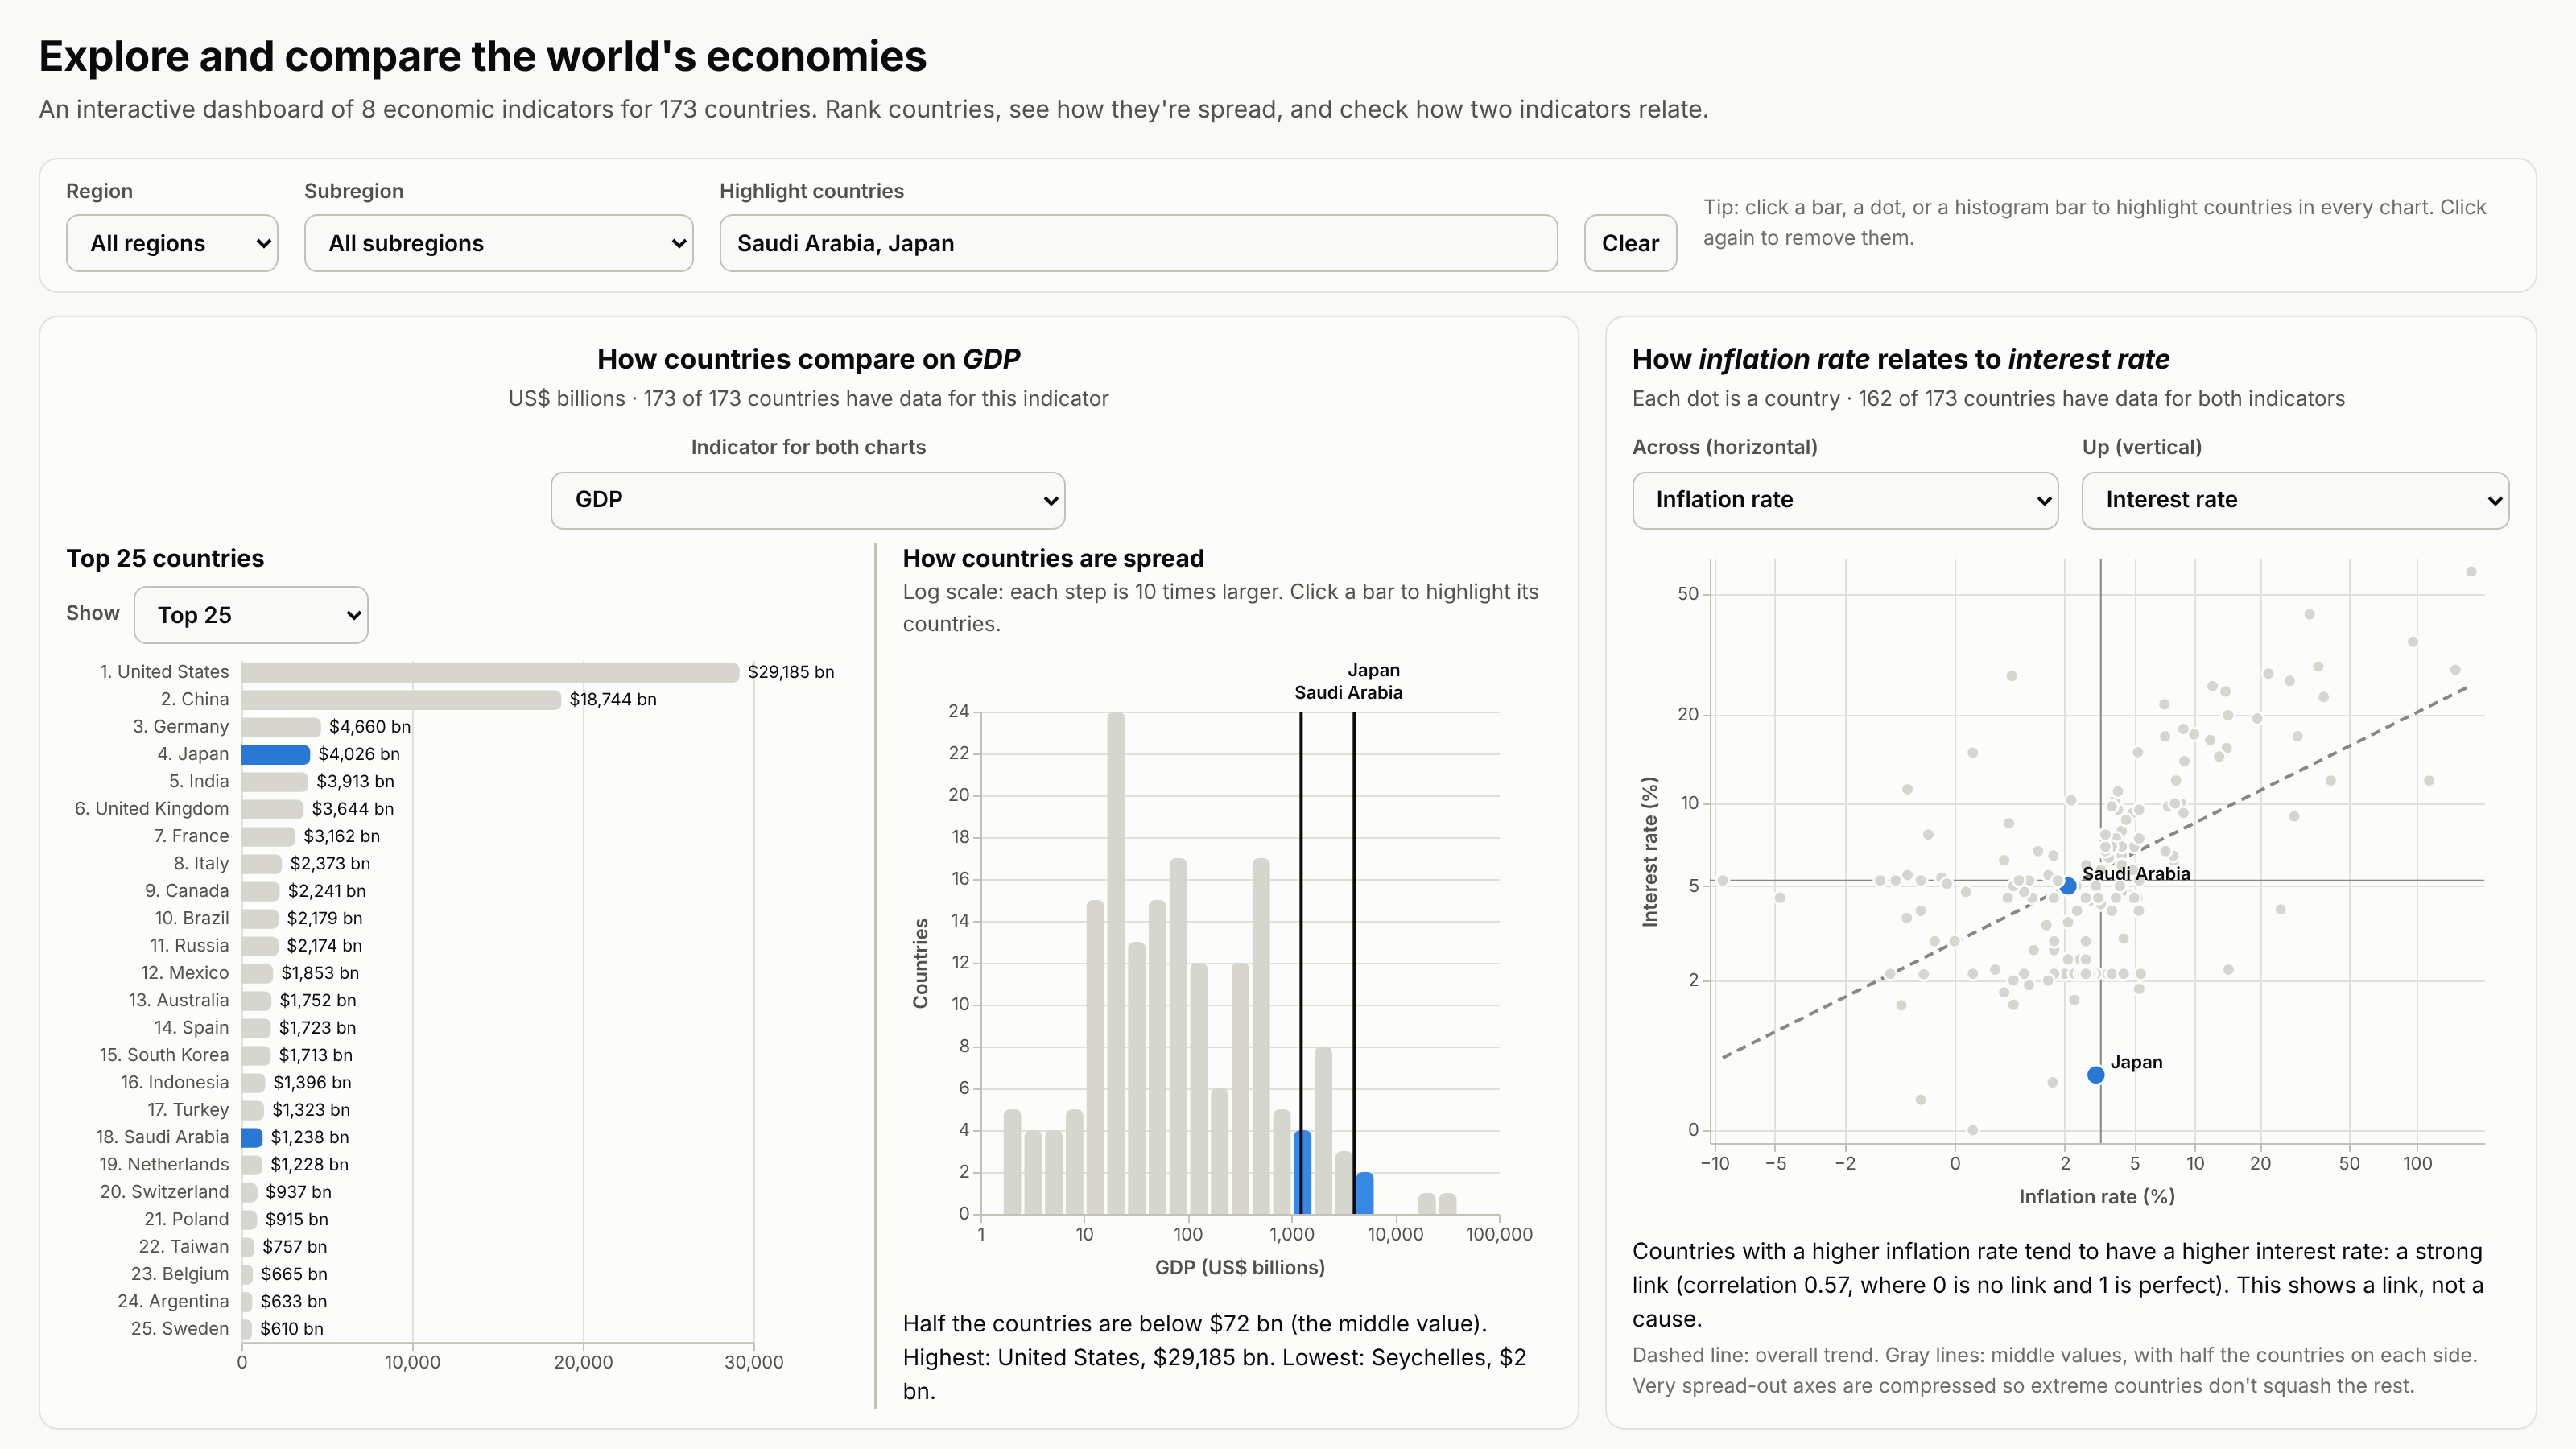 Explore and compare the world's economies
An interactive dashboard of 8 economic indicators for 173 countries. Rank countries, see how they're spread, and check how two indicators relate.
Region
All regions
Subregion
All subregions
Highlight countries
Saudi Arabia, Japan
Clear
Tip: click a bar, a dot, or a histogram bar to highlight countries in every chart. Click
again to remove them.
How countries compare on GDP
US$ billions · 173 of 173 countries have data for this indicator
Indicator for both charts
GDP
Top 25 countries
Show
Top 25
1. United States $29,185 bn
2. China $18,744 bn
3. Germany $4,660 bn
4. Japan $4,026 bn
5. India $3,913 bn
6. United Kingdom $3,644 bn
7. France $3,162 bn
8. Italy $2,373 bn
9. Canada $2,241 bn
10. Brazil $2,179 bn
11. Russia $2,174 bn
12. Mexico $1,853 bn
13. Australia $1,752 bn
14. Spain $1,723 bn
15. South Korea $1,713 bn
16. Indonesia $1,396 bn
17. Turkey $1,323 bn
18. Saudi Arabia $1,238 bn
19. Netherlands $1,228 bn
20. Switzerland $937 bn
21. Poland $915 bn
22. Taiwan $757 bn
23. Belgium $665 bn
24. Argentina $633 bn
25. Sweden $610 bn
0 10,000 20,000 30,000
How countries are spread
Log scale: each step is 10 times larger. Click a bar to highlight its
countries.
Japan
Saudi Arabia
24
22
20
18
16
14
12
10
8
6
4
2
0
Countries
1 10 100 1,000 10,000 100,000
GDP (US$ billions)
Half the countries are below $72 bn (the middle value).
Highest: United States, $29,185 bn. Lowest: Seychelles, $2
bn.
How inflation rate relates to interest rate
Each dot is a country · 162 of 173 countries have data for both indicators
Across (horizontal)
Inflation rate
Up (vertical)
Interest rate
50
20
10
5
2
0
Interest rate (%)
Saudi Arabia
Japan
−10 −5 −2 0 2 5 10 20 50 100
Inflation rate (%)
Countries with a higher inflation rate tend to have a higher interest rate: a strong
link (correlation 0.57, where 0 is no link and 1 is perfect). This shows a link, not a
cause.
Dashed line: overall trend. Gray lines: middle values, with half the countries on each side.
Very spread-out axes are compressed so extreme countries don't squash the rest.